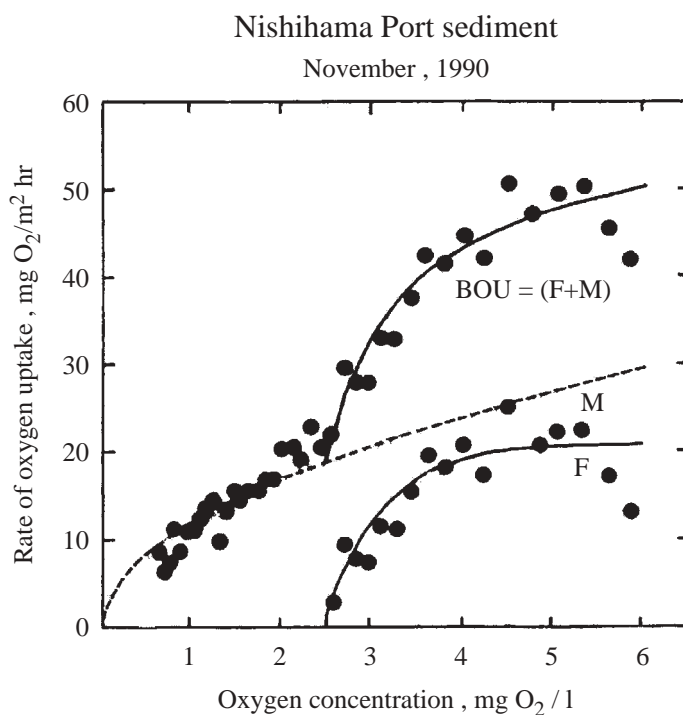 Nishihama Port sediment
November , 1990
Rate of oxygen uptake , mg O₂/m² hr
60
50
40
30
20
10
0
BOU = (F+M)
M
F
1 2 3 4 5 6
Oxygen concentration , mg O₂ / l